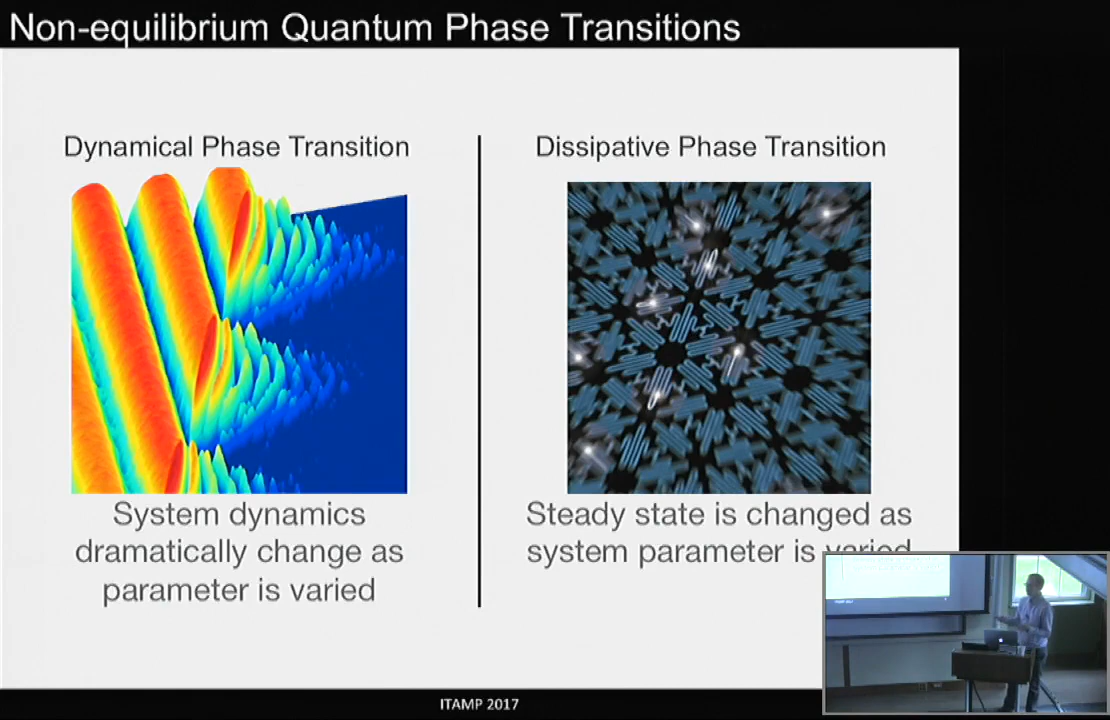 Non-equilibrium Quantum Phase Transitions
Dynamical Phase Transition
Dissipative Phase Transition
System dynamics
dramatically change as
parameter is varied
Steady state is changed as
system parameter is varied
ITAMP 2017